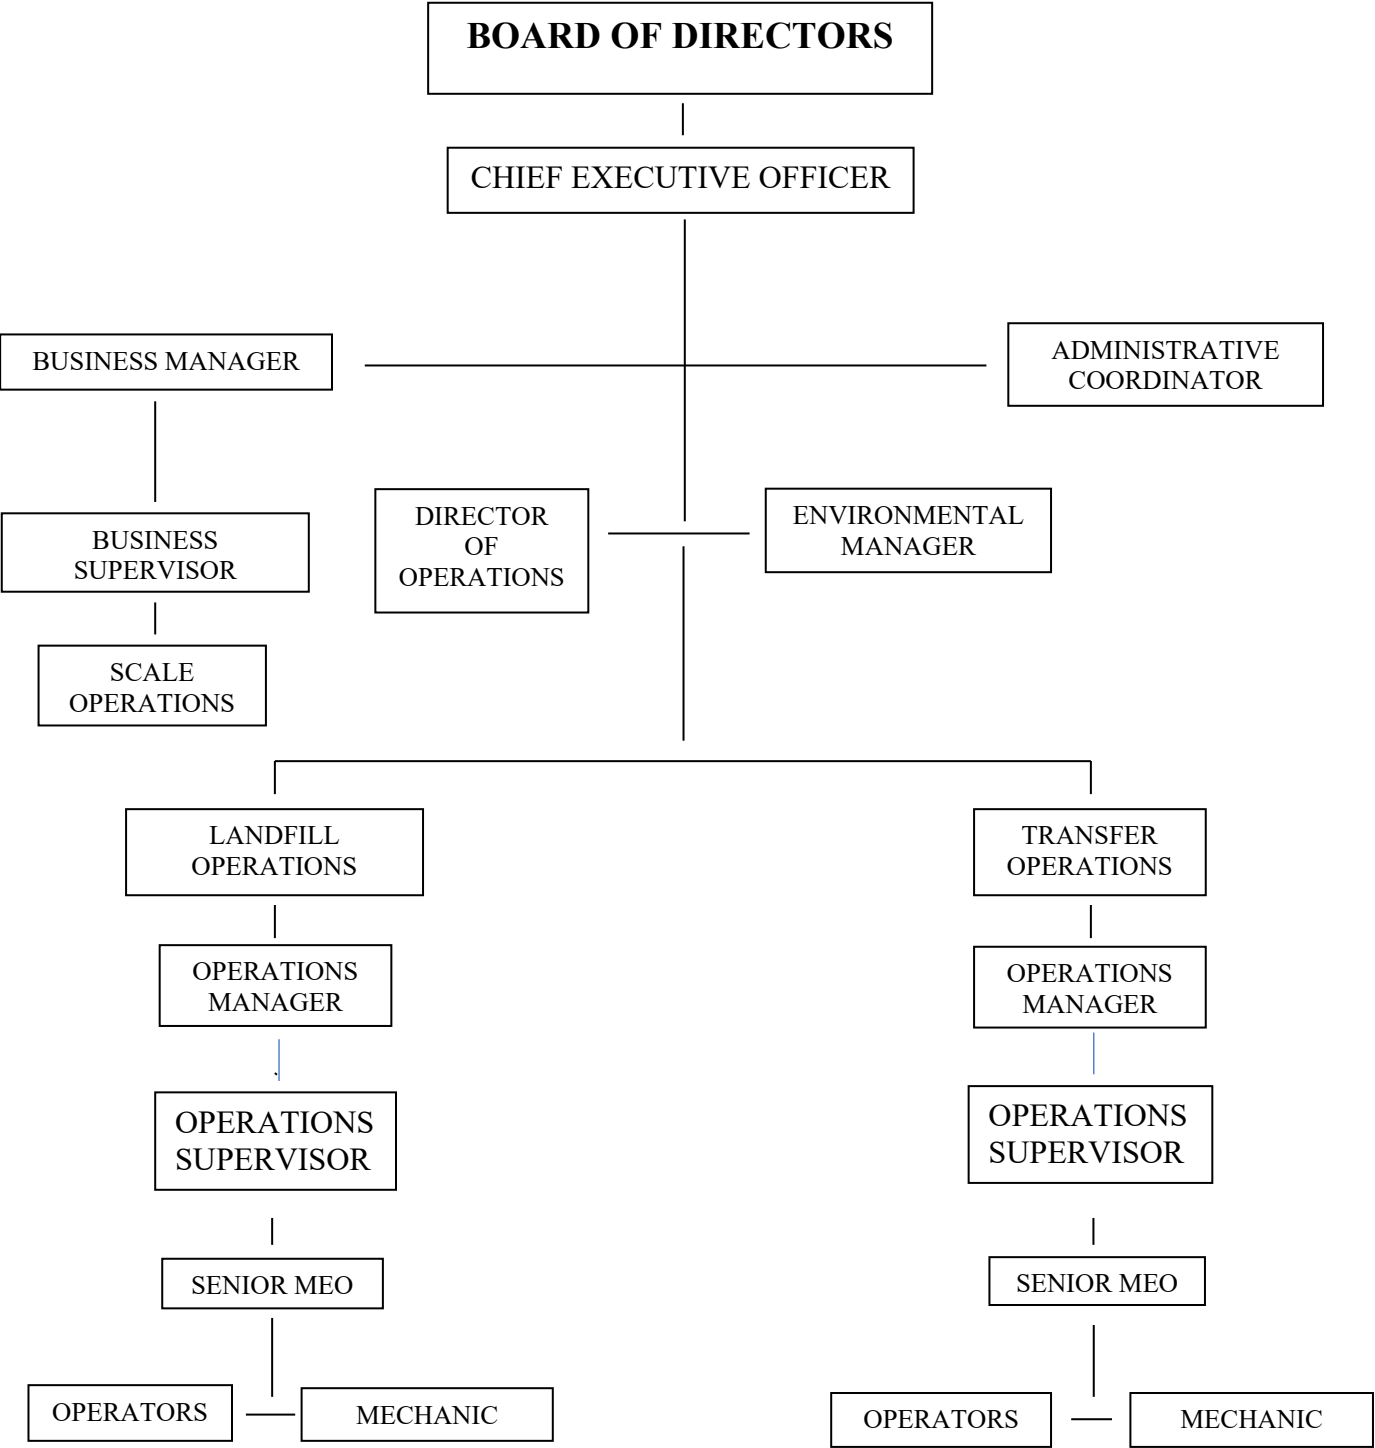 BOARD OF DIRECTORS
CHIEF EXECUTIVE OFFICER
BUSINESS MANAGER
ADMINISTRATIVE
COORDINATOR
BUSINESS
SUPERVISOR
DIRECTOR
OF
OPERATIONS
ENVIRONMENTAL
MANAGER
SCALE
OPERATIONS
LANDFILL
OPERATIONS
TRANSFER
OPERATIONS
OPERATIONS
MANAGER
OPERATIONS
MANAGER
OPERATIONS
SUPERVISOR
OPERATIONS
SUPERVISOR
SENIOR MEO
SENIOR MEO
OPERATORS
MECHANIC
OPERATORS
MECHANIC